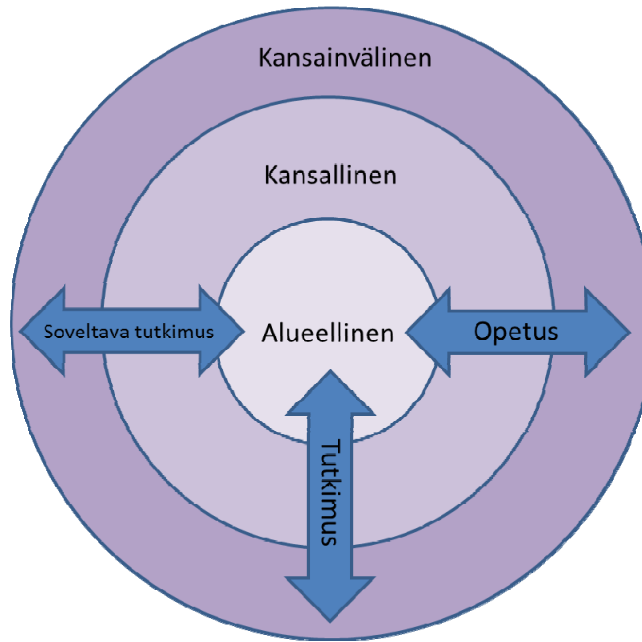 Kansainvälinen
Kansallinen
Soveltava tutkimus
Alueellinen
Opetus
Tutkimus